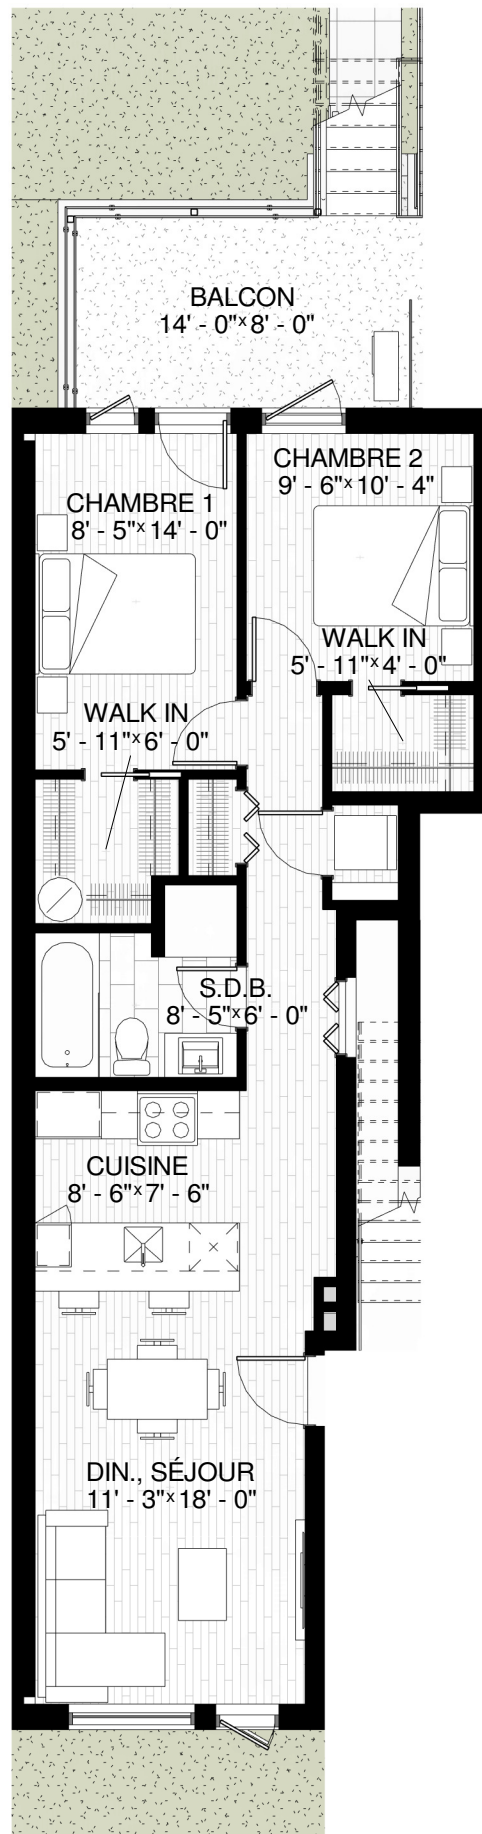 BALCON
14' - 0"x 8' - 0"
CHAMBRE 2
9' - 6"x 10' - 4"
CHAMBRE 1
8' - 5"x 14' - 0"
WALK IN
5' - 11"x 4' - 0"
WALK IN
5' - 11"x 6' - 0"
S.D.B.
8' - 5"x 6' - 0"
CUISINE
8' - 6"x 7' - 6"
DIN., SÉJOUR
11' - 3"x 18' - 0"